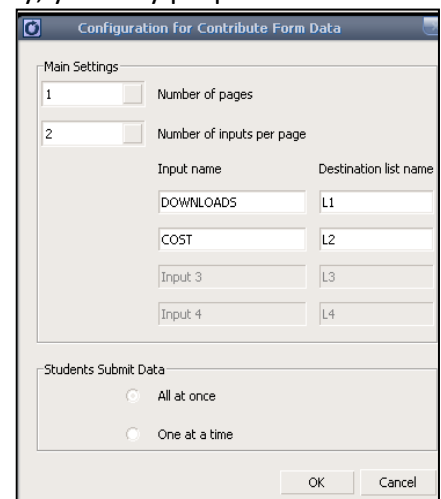 Configuration for Contribute Form Data
Main Settings
1 Number of pages
2 Number of inputs per page
Input name Destination list name
DOWNLOADS L1
COST L2
Input 3 L3
Input 4 L4
Students Submit Data
All at once
One at a time
OK Cancel